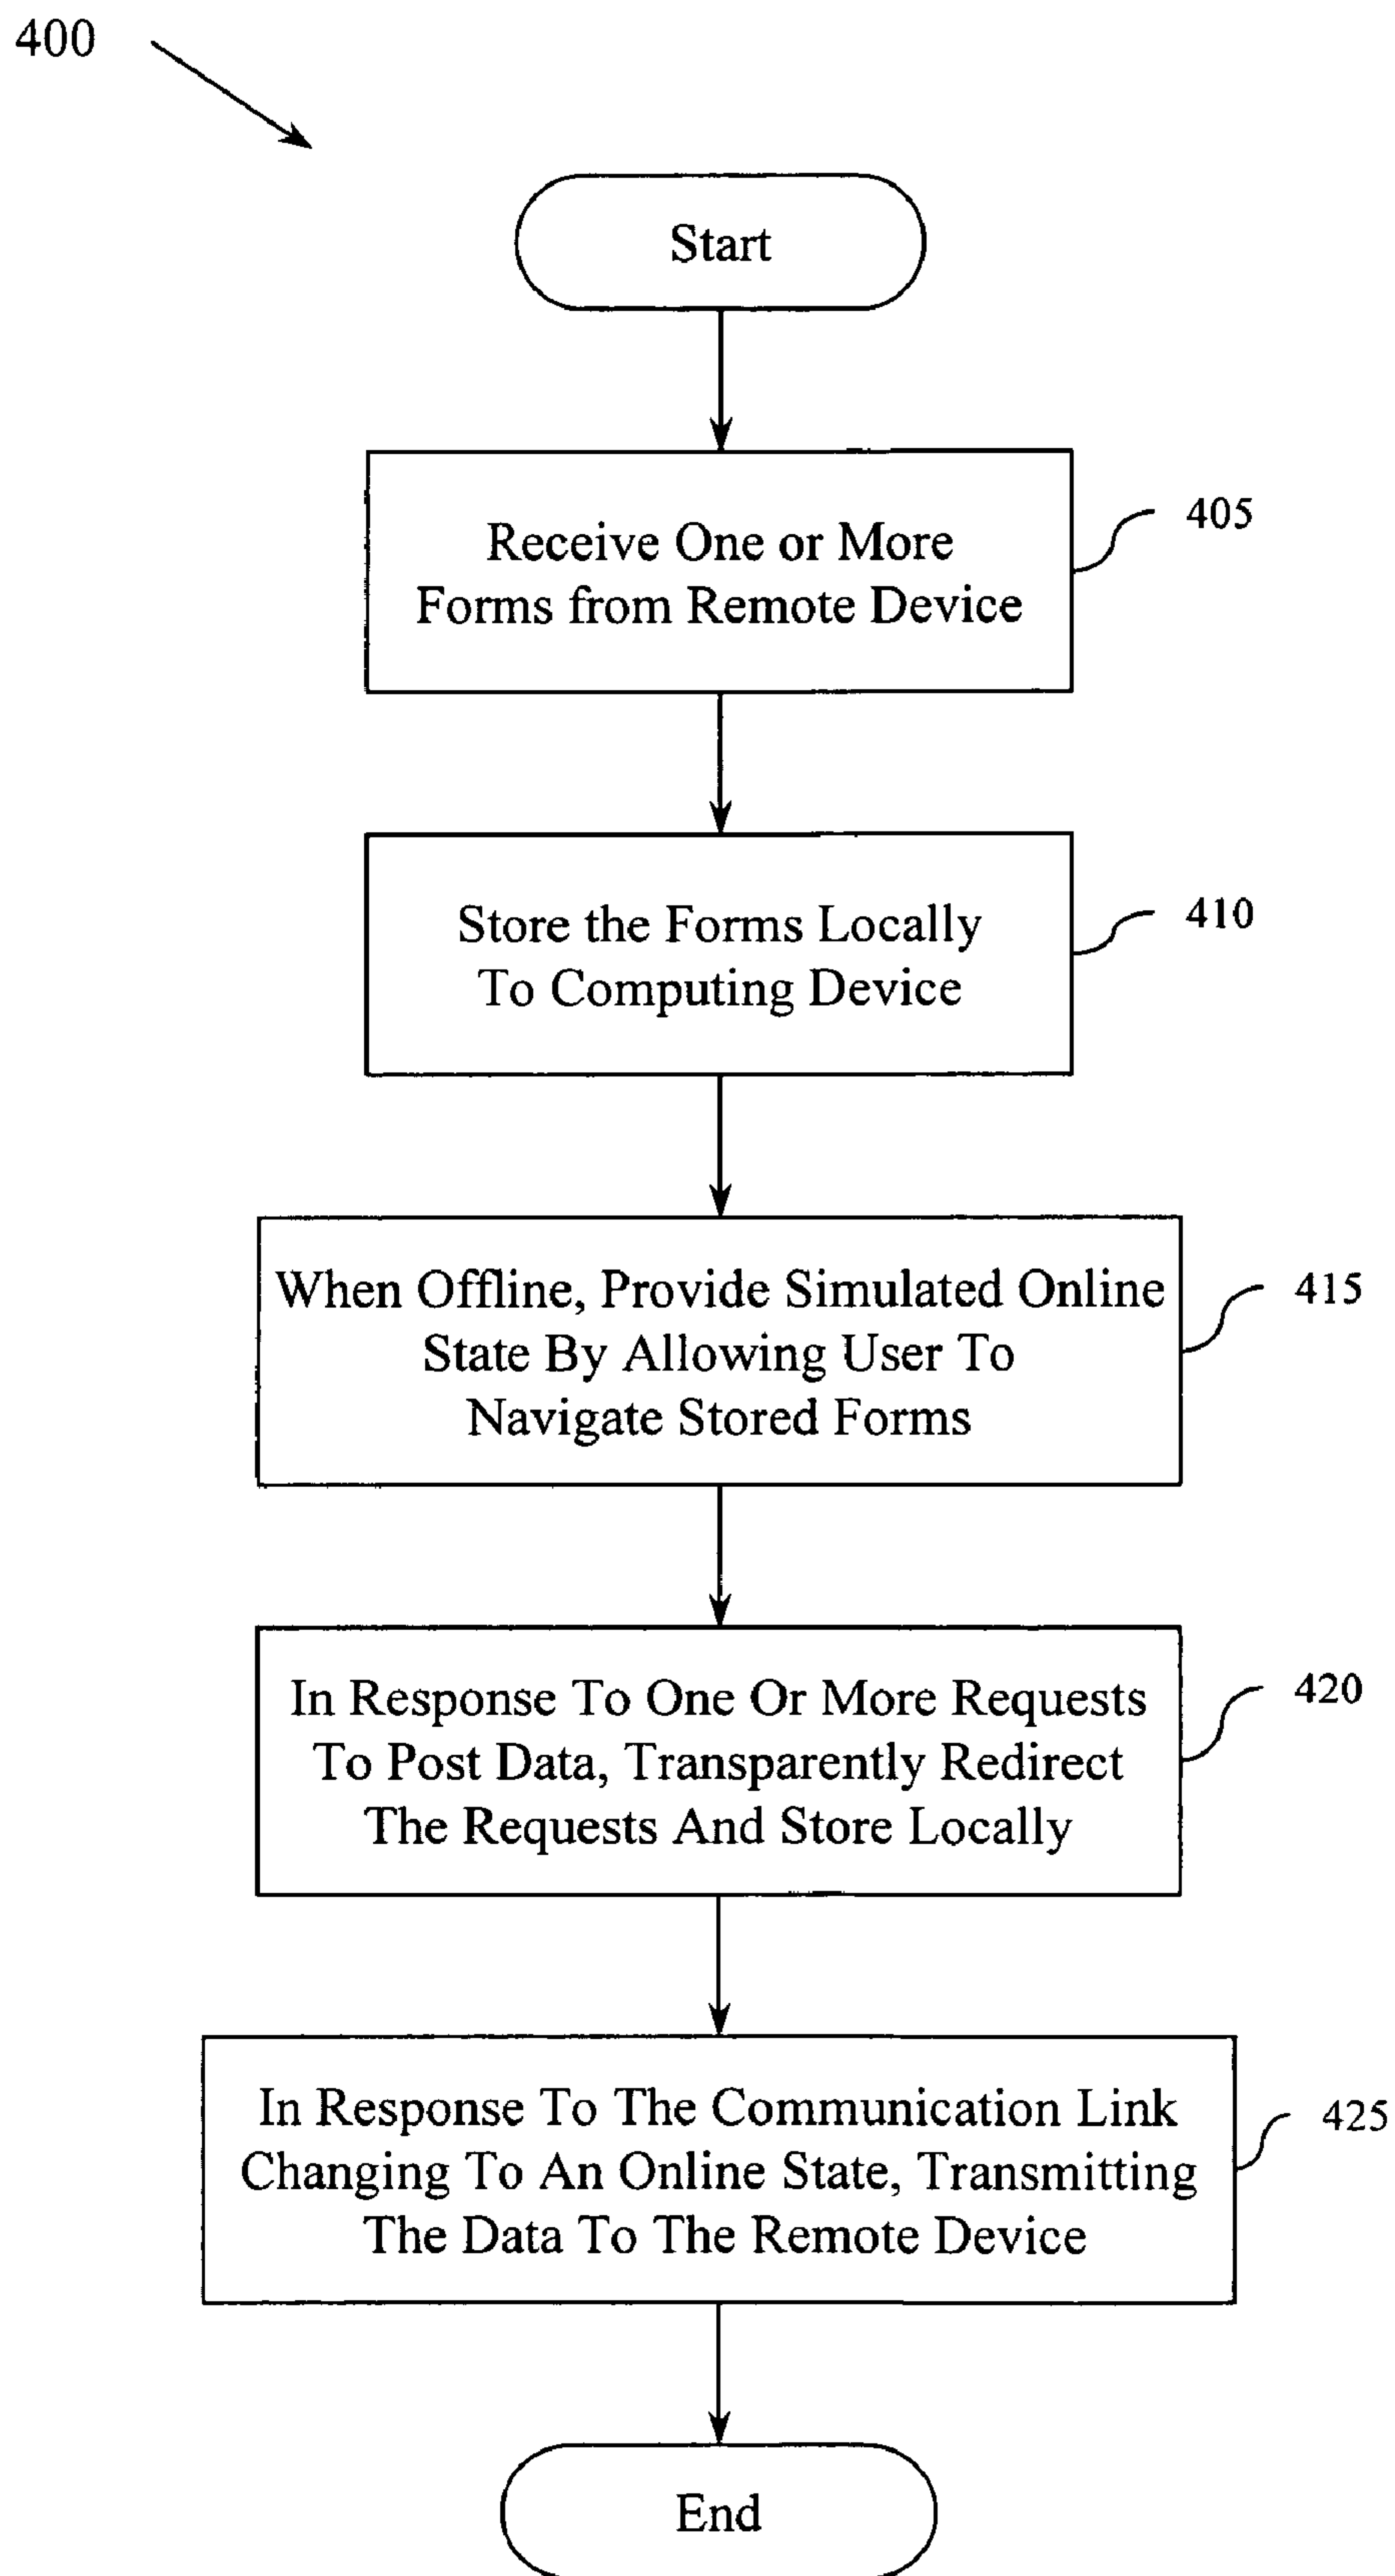 400
Start
Receive One or More
Forms from Remote Device
405
Store the Forms Locally
To Computing Device
410
When Offline, Provide Simulated Online
State By Allowing User To
Navigate Stored Forms
415
In Response To One Or More Requests
To Post Data, Transparently Redirect
The Requests And Store Locally
420
In Response To The Communication Link
Changing To An Online State, Transmitting
The Data To The Remote Device
425
End